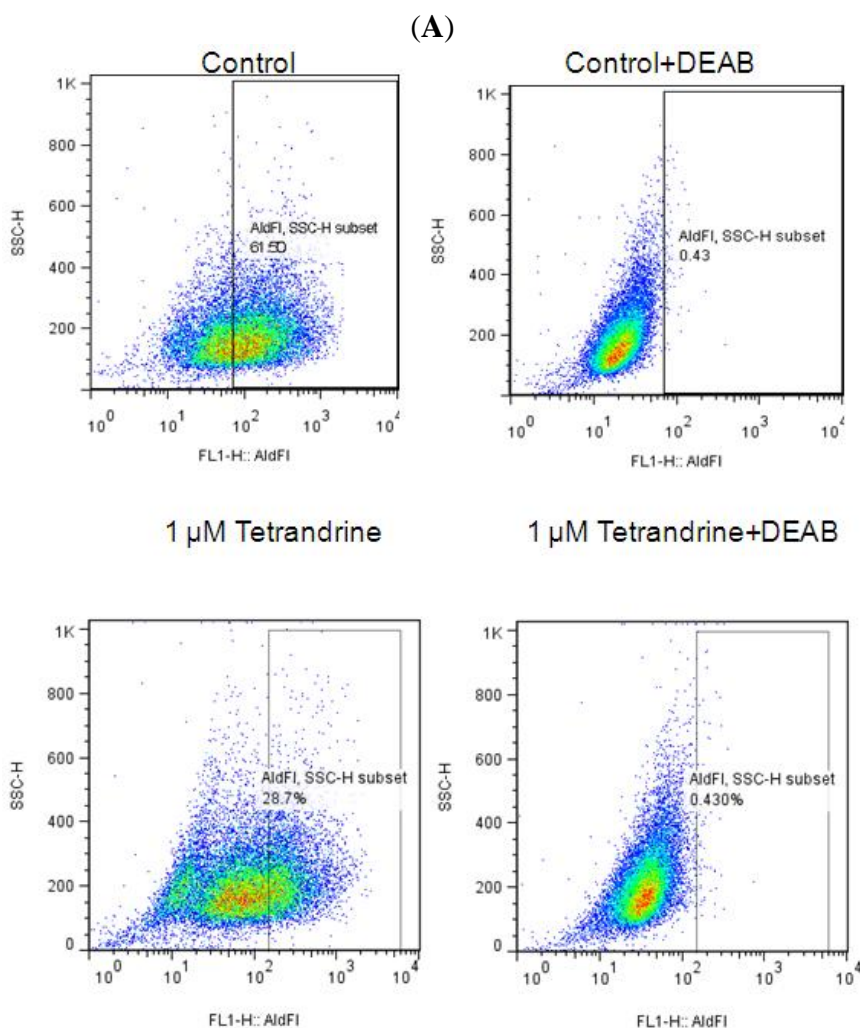 (A)
Control
1K
800
600
400
200
0
SSC-H
AldFl, SSC-H subset
61.50
10^0 10^1 10^2 10^3 10^4
FL1-H:: AldFl
Control+DEAB
1K
800
600
400
200
0
SSC-H
AldFl, SSC-H subset
0.43
10^0 10^1 10^2 10^3 10^4
FL1-H:: AldFl
1 µM Tetrandrine
1K
800
600
400
200
0
SSC-H
AldFl, SSC-H subset
28.7%
10^0 10^1 10^2 10^3 10^4
FL1-H:: AldFl
1 µM Tetrandrine+DEAB
1K
800
600
400
200
0
SSC-H
AldFl, SSC-H subset
0.430%
10^0 10^1 10^2 10^3 10^4
FL1-H:: AldFl